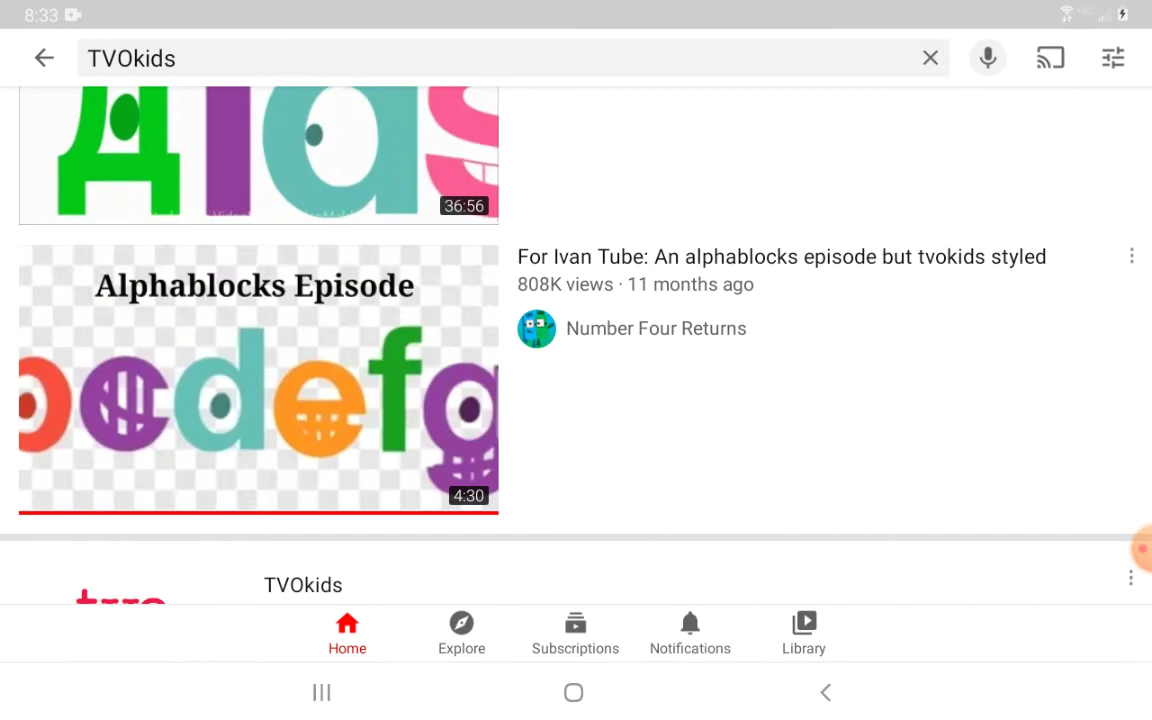 8:33
TVOkids
36:56
For Ivan Tube: An alphablocks episode but tvokids styled
808K views · 11 months ago
Number Four Returns
Alphablocks Episode
cdefg
4:30
TVOkids
Home
Explore
Subscriptions
Notifications
Library